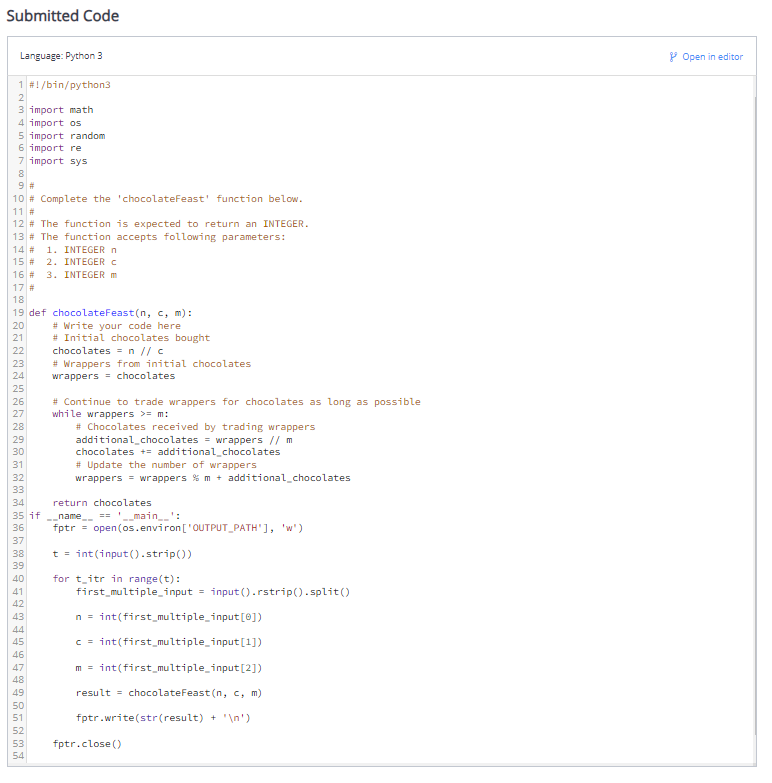 Submitted Code
Language: Python 3
Open in editor
1 #!/bin/python3
2
3 import math
4 import os
5 import random
6 import re
7 import sys
8
9 #
10 # Complete the 'chocolateFeast' function below.
11 #
12 # The function is expected to return an INTEGER.
13 # The function accepts following parameters:
14 #  1. INTEGER n
15 #  2. INTEGER c
16 #  3. INTEGER m
17 #
18
19 def chocolateFeast(n, c, m):
20     # Write your code here
21     # Initial chocolates bought
22     chocolates = n // c
23     # Wrappers from initial chocolates
24     wrappers = chocolates
25
26     # Continue to trade wrappers for chocolates as long as possible
27     while wrappers >= m:
28         # Chocolates received by trading wrappers
29         additional_chocolates = wrappers // m
30         chocolates += additional_chocolates
31         # Update the number of wrappers
32         wrappers = wrappers % m + additional_chocolates
33
34     return chocolates
35 if __name__ == '__main__':
36     fptr = open(os.environ['OUTPUT_PATH'], 'w')
37
38     t = int(input().strip())
39
40     for t_itr in range(t):
41         first_multiple_input = input().rstrip().split()
42
43         n = int(first_multiple_input[0])
44
45         c = int(first_multiple_input[1])
46
47         m = int(first_multiple_input[2])
48
49         result = chocolateFeast(n, c, m)
50
51         fptr.write(str(result) + '\n')
52
53     fptr.close()
54